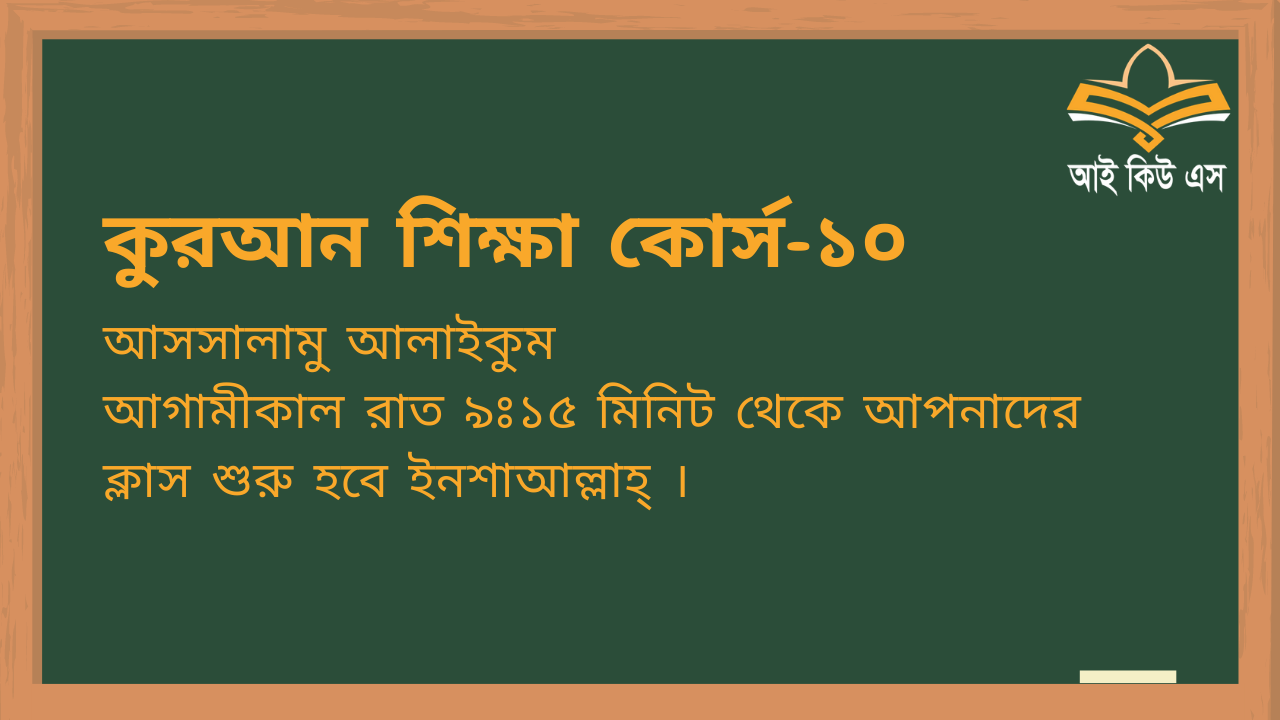 আই কিউ এস
কুরআন শিক্ষা কোর্স-১০
আসসালামু আলাইকুম
আগামীকাল রাত ৯ঃ১৫ মিনিট থেকে আপনাদের
ক্লাস শুরু হবে ইনশাআল্লাহ্ ।